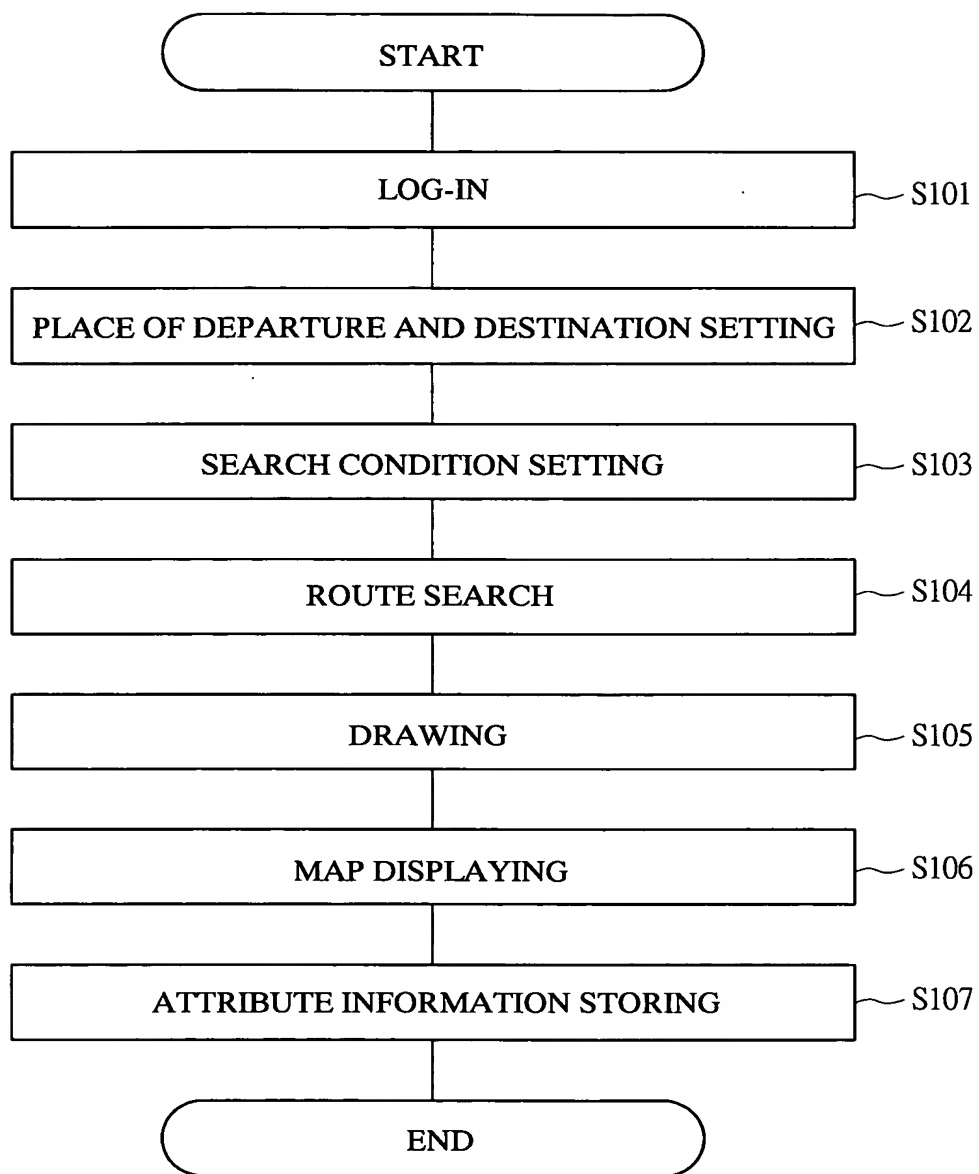 START
LOG-IN
S101
PLACE OF DEPARTURE AND DESTINATION SETTING
S102
SEARCH CONDITION SETTING
S103
ROUTE SEARCH
S104
DRAWING
S105
MAP DISPLAYING
S106
ATTRIBUTE INFORMATION STORING
S107
END